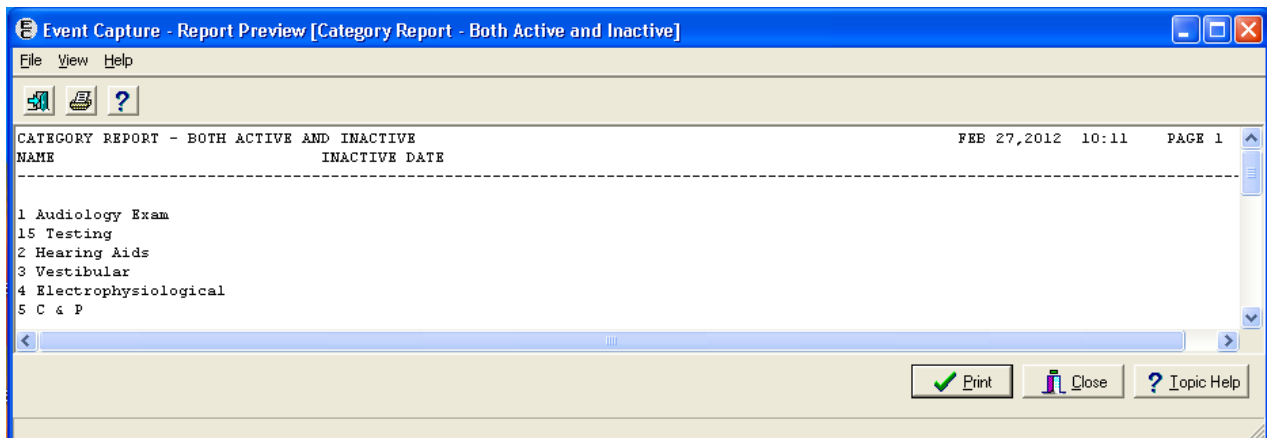 Event Capture - Report Preview [Category Report - Both Active and Inactive]
File View Help
?
CATEGORY REPORT - BOTH ACTIVE AND INACTIVE FEB 27,2012 10:11 PAGE 1
NAME INACTIVE DATE
--------------------------------------------------------------------------------
1 Audiology Exam
15 Testing
2 Hearing Aids
3 Vestibular
4 Electrophysiological
5 C & P
Print Close ? Topic Help